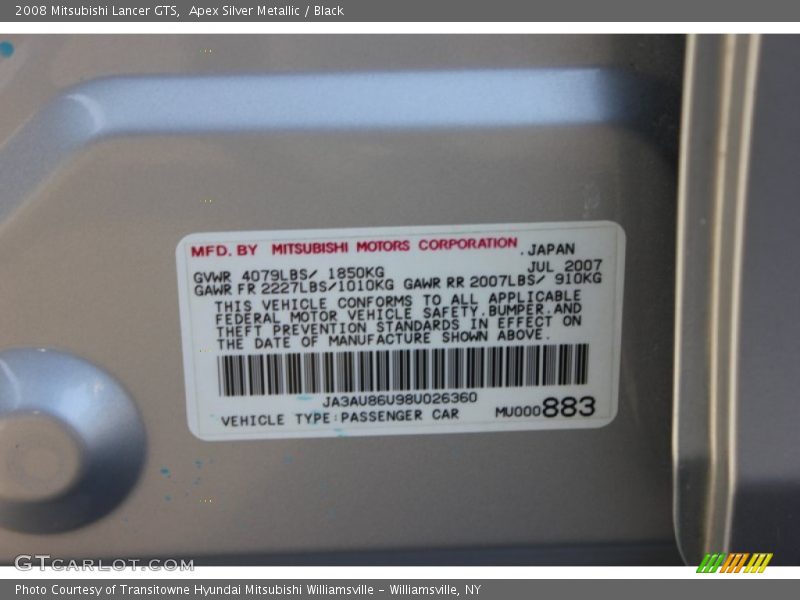 2008 Mitsubishi Lancer GTS,  Apex Silver Metallic / Black
MFD. BY MITSUBISHI MOTORS CORPORATION, JAPAN
GVWR 4079LBS/ 1850KG JUL 2007
GAWR FR 2227LBS/1010KG GAWR RR 2007LBS/ 910KG
THIS VEHICLE CONFORMS TO ALL APPLICABLE
FEDERAL MOTOR VEHICLE SAFETY,BUMPER,AND
THEFT PREVENTION STANDARDS IN EFFECT ON
THE DATE OF MANUFACTURE SHOWN ABOVE.
JA3AU86U98U026360
VEHICLE TYPE:PASSENGER CAR MU000883
GTCARLOT.COM
Photo Courtesy of Transitowne Hyundai Mitsubishi Williamsville – Williamsville, NY